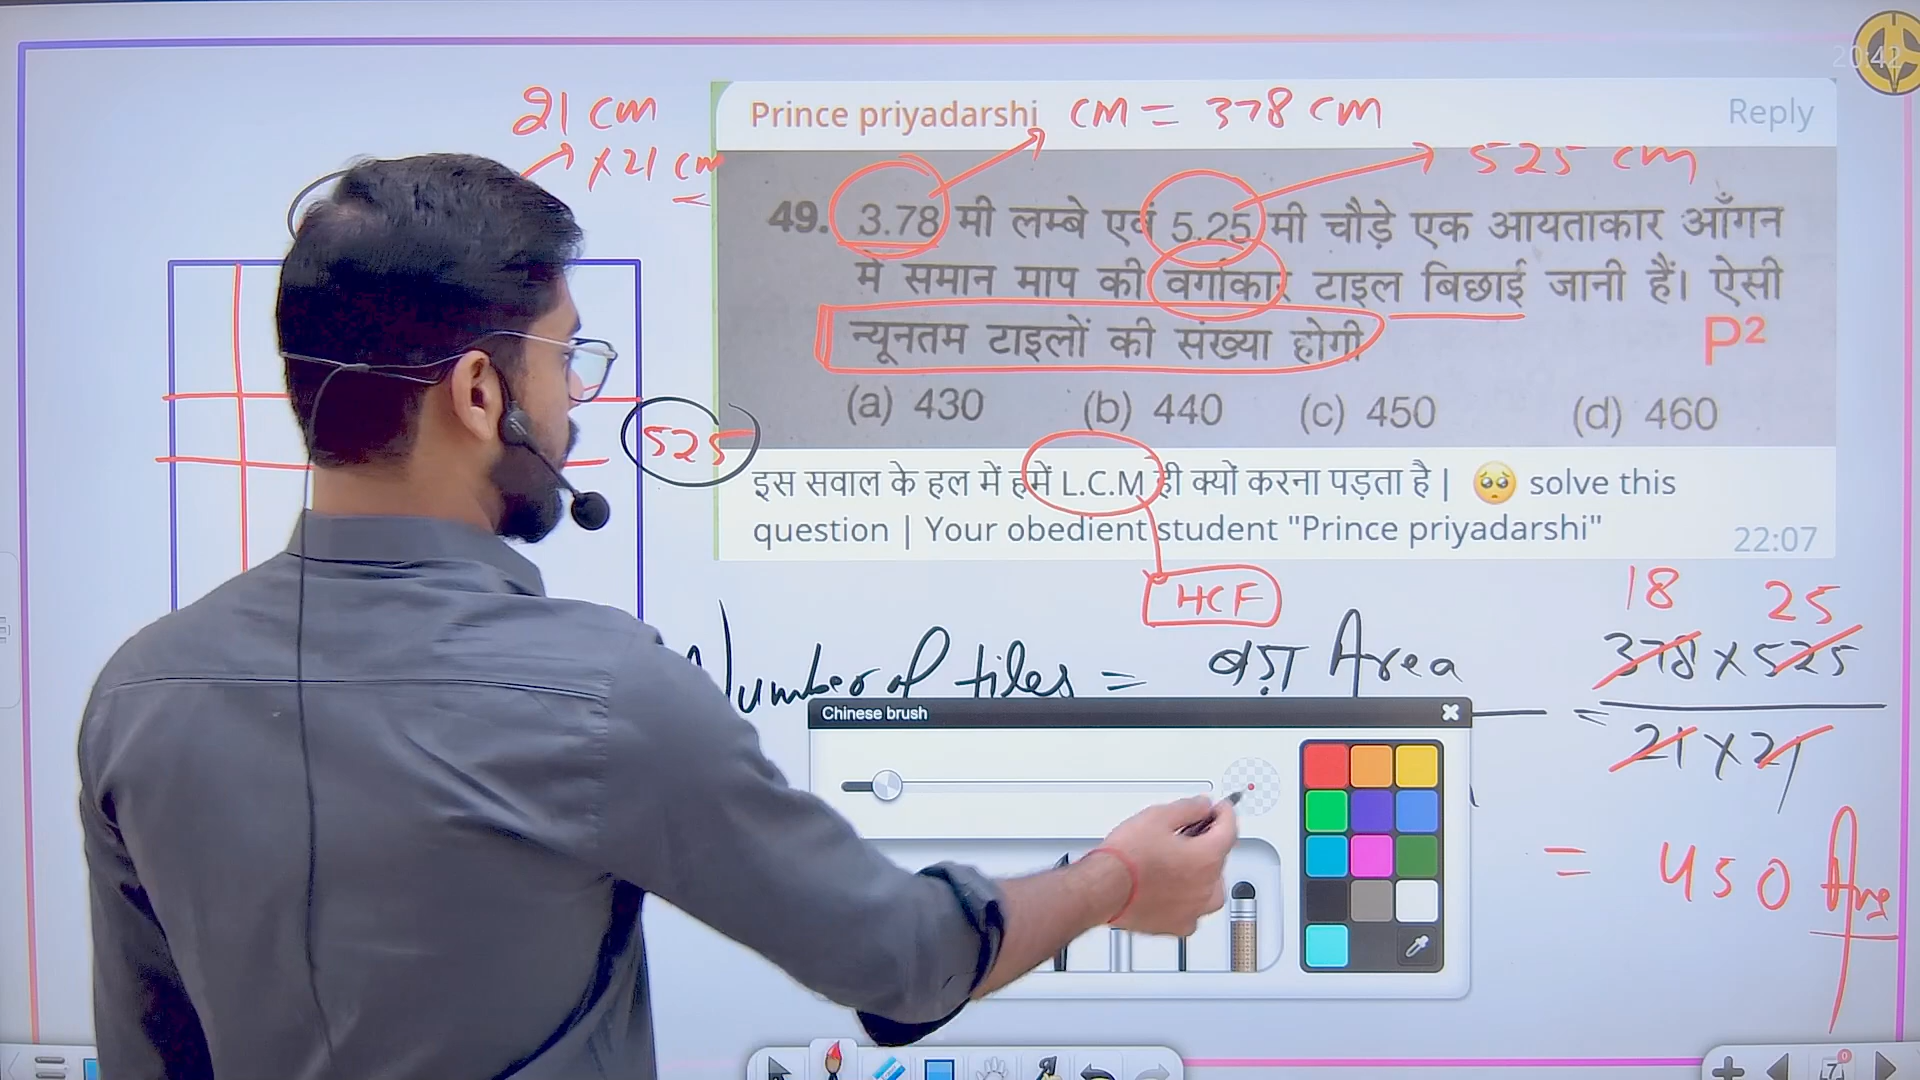 20:42
21 cm
× 21 cm
Prince priyadarshi
CM = 378 CM
Reply
525 cm
49. 3.78 मी लम्बे एवं 5.25 मी चौड़े एक आयताकार आँगन
में समान माप की वर्गाकार टाइल बिछाई जानी हैं। ऐसी
न्यूनतम टाइलों की संख्या होगी
P²
(a) 430 (b) 440 (c) 450 (d) 460
525
इस सवाल के हल में हमें L.C.M ही क्यों करना पड़ता है | 🥺 solve this
question | Your obedient student "Prince priyadarshi"
22:07
HCF
18 25
Number of tiles = बड़ा Area = 378 × 525
21 × 21
Chinese brush
= 450 Ans